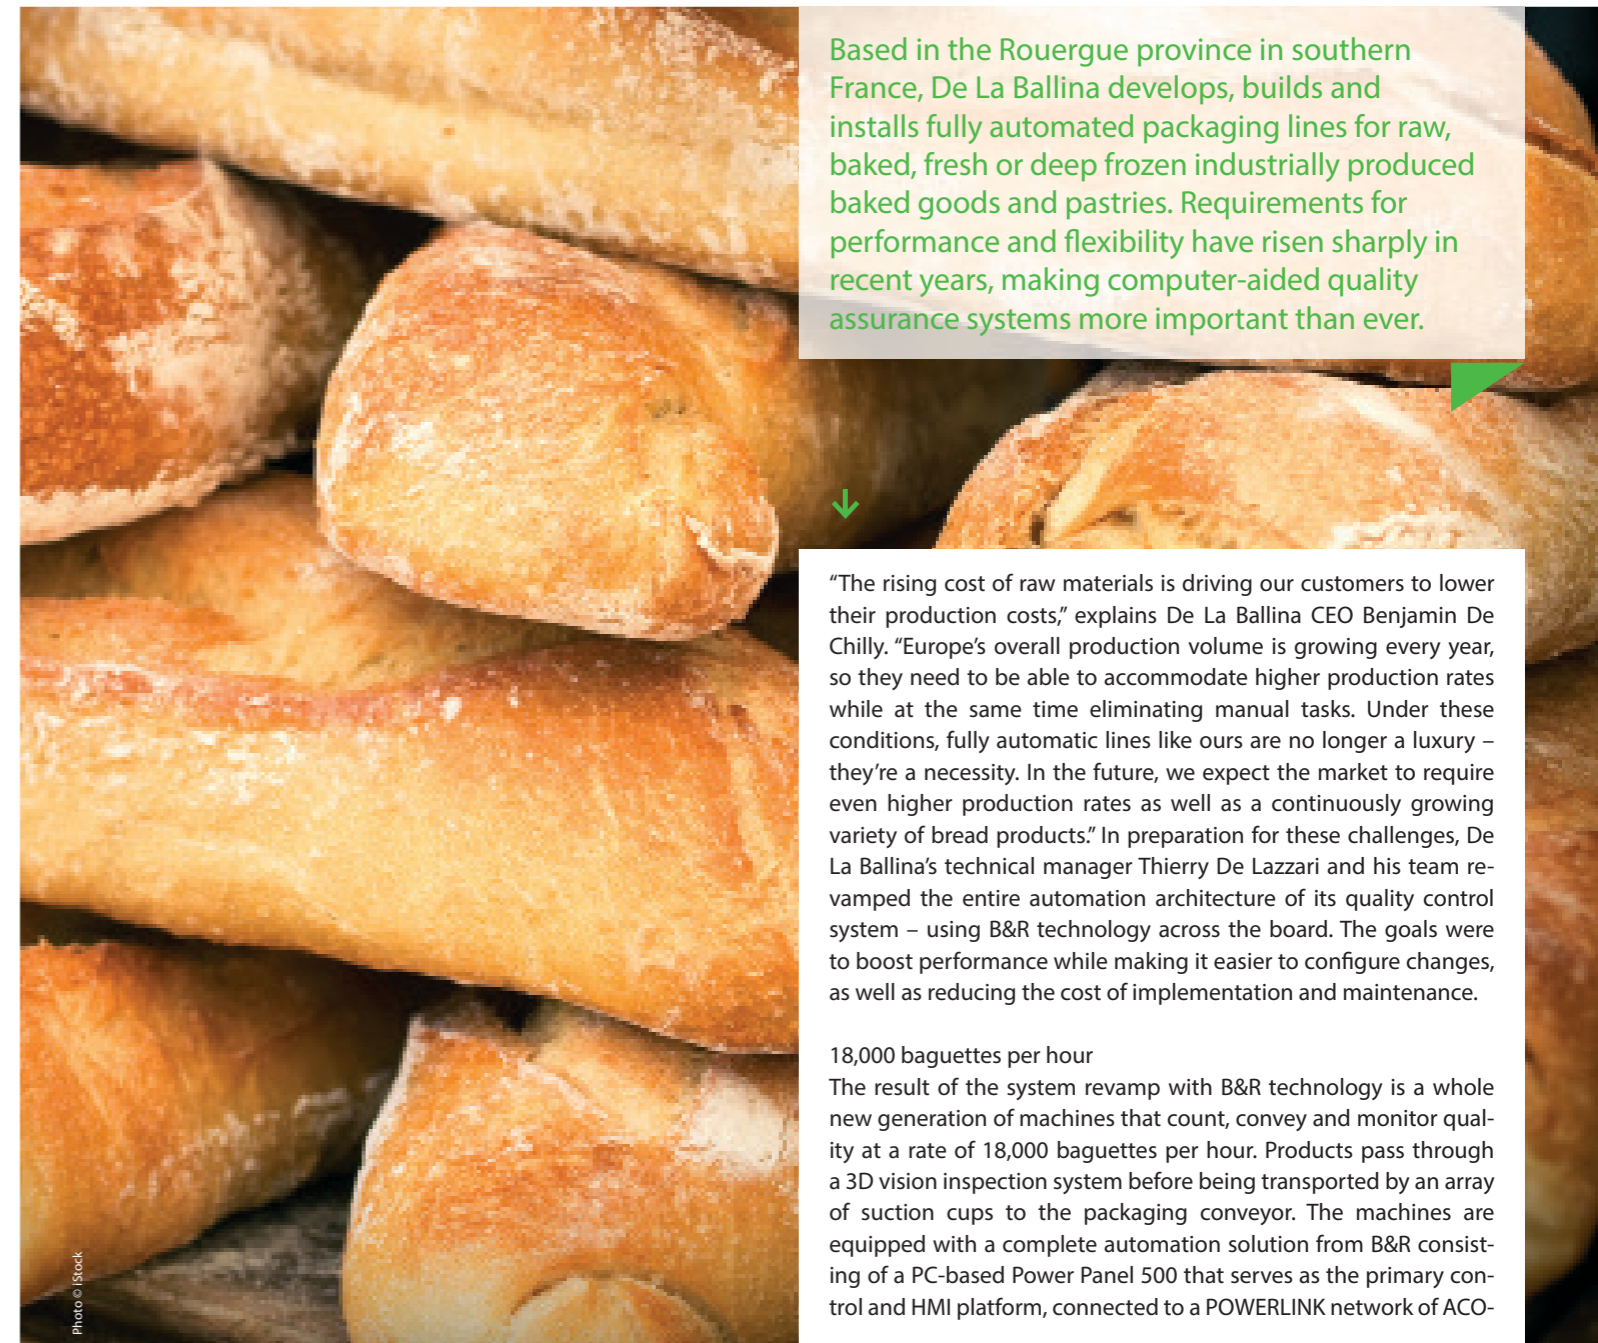 Based in the Rouergue province in southern
France, De La Ballina develops, builds and
installs fully automated packaging lines for raw,
baked, fresh or deep frozen industrially produced
baked goods and pastries. Requirements for
performance and flexibility have risen sharply in
recent years, making computer-aided quality
assurance systems more important than ever.
“The rising cost of raw materials is driving our customers to lower
their production costs,” explains De La Ballina CEO Benjamin De
Chilly. “Europe’s overall production volume is growing every year,
so they need to be able to accommodate higher production rates
while at the same time eliminating manual tasks. Under these
conditions, fully automatic lines like ours are no longer a luxury –
they’re a necessity. In the future, we expect the market to require
even higher production rates as well as a continuously growing
variety of bread products.” In preparation for these challenges, De
La Ballina’s technical manager Thierry De Lazzari and his team re-
vamped the entire automation architecture of its quality control
system – using B&R technology across the board. The goals were
to boost performance while making it easier to configure changes,
as well as reducing the cost of implementation and maintenance.
18,000 baguettes per hour
The result of the system revamp with B&R technology is a whole
new generation of machines that count, convey and monitor qual-
ity at a rate of 18,000 baguettes per hour. Products pass through
a 3D vision inspection system before being transported by an array
of suction cups to the packaging conveyor. The machines are
equipped with a complete automation solution from B&R consist-
ing of a PC-based Power Panel 500 that serves as the primary con-
trol and HMI platform, connected to a POWERLINK network of ACO-
Photo © iStock